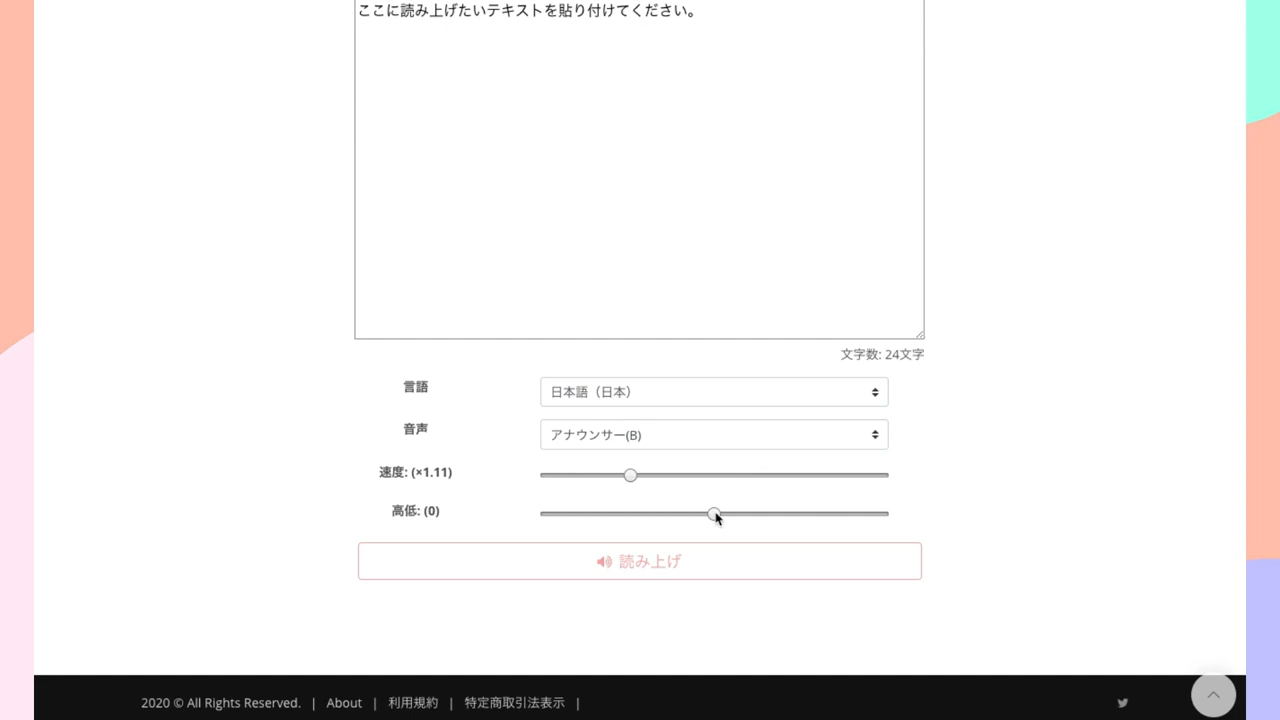 ここに読み上げたいテキストを貼り付けてください。
文字数: 24文字
言語 日本語（日本）
音声 アナウンサー(B)
速度: (×1.11)
高低: (0)
読み上げ
2020 © All Rights Reserved. | About | 利用規約 | 特定商取引法表示 |